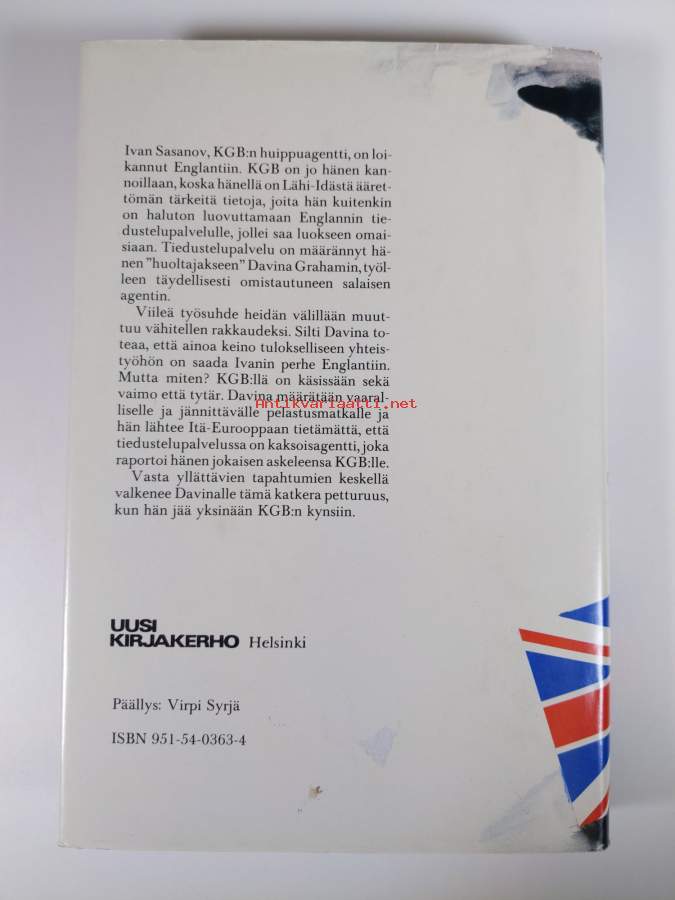 Ivan Sasanov, KGB:n huippuagentti, on loi-
kannut Englantiin. KGB on jo hänen kan-
noillaan, koska hänellä on Lähi-Idästä ääret-
tömän tärkeitä tietoja, joita hän kuitenkin
on haluton luovuttamaan Englannin tie-
dustelupalvelulle, jollei saa luokseen omai-
siaan. Tiedustelupalvelu on määrännyt hä-
nen "huoltajakseen" Davina Grahamin, työl-
leen täydellisesti omistautuneen salaisen
agentin.
Viileä työsuhde heidän välillään muut-
tuu vähitellen rakkaudeksi. Silti Davina to-
teaa, että ainoa keino tulokselliseen yhteis-
työhön on saada Ivanin perhe Englantiin.
Mutta miten? KGB:llä on käsissään sekä
vaimo että tytär. Davina määrätään vaaral-
antikvariaatti.net
liselle ja jännittävälle pelastusmatkalle ja
hän lähtee Itä-Eurooppaan tietämättä, että
tiedustelupalvelussa on kaksoisagentti, joka
raportoi hänen jokaisen askeleensa KGB:lle.
Vasta yllättävien tapahtumien keskellä
valkenee Davinalle tämä katkera petturuus,
kun hän jää yksinään KGB:n kynsiin.
UUSI
KIRJAKERHO Helsinki
Päällys: Virpi Syrjä
ISBN 951-54-0363-4